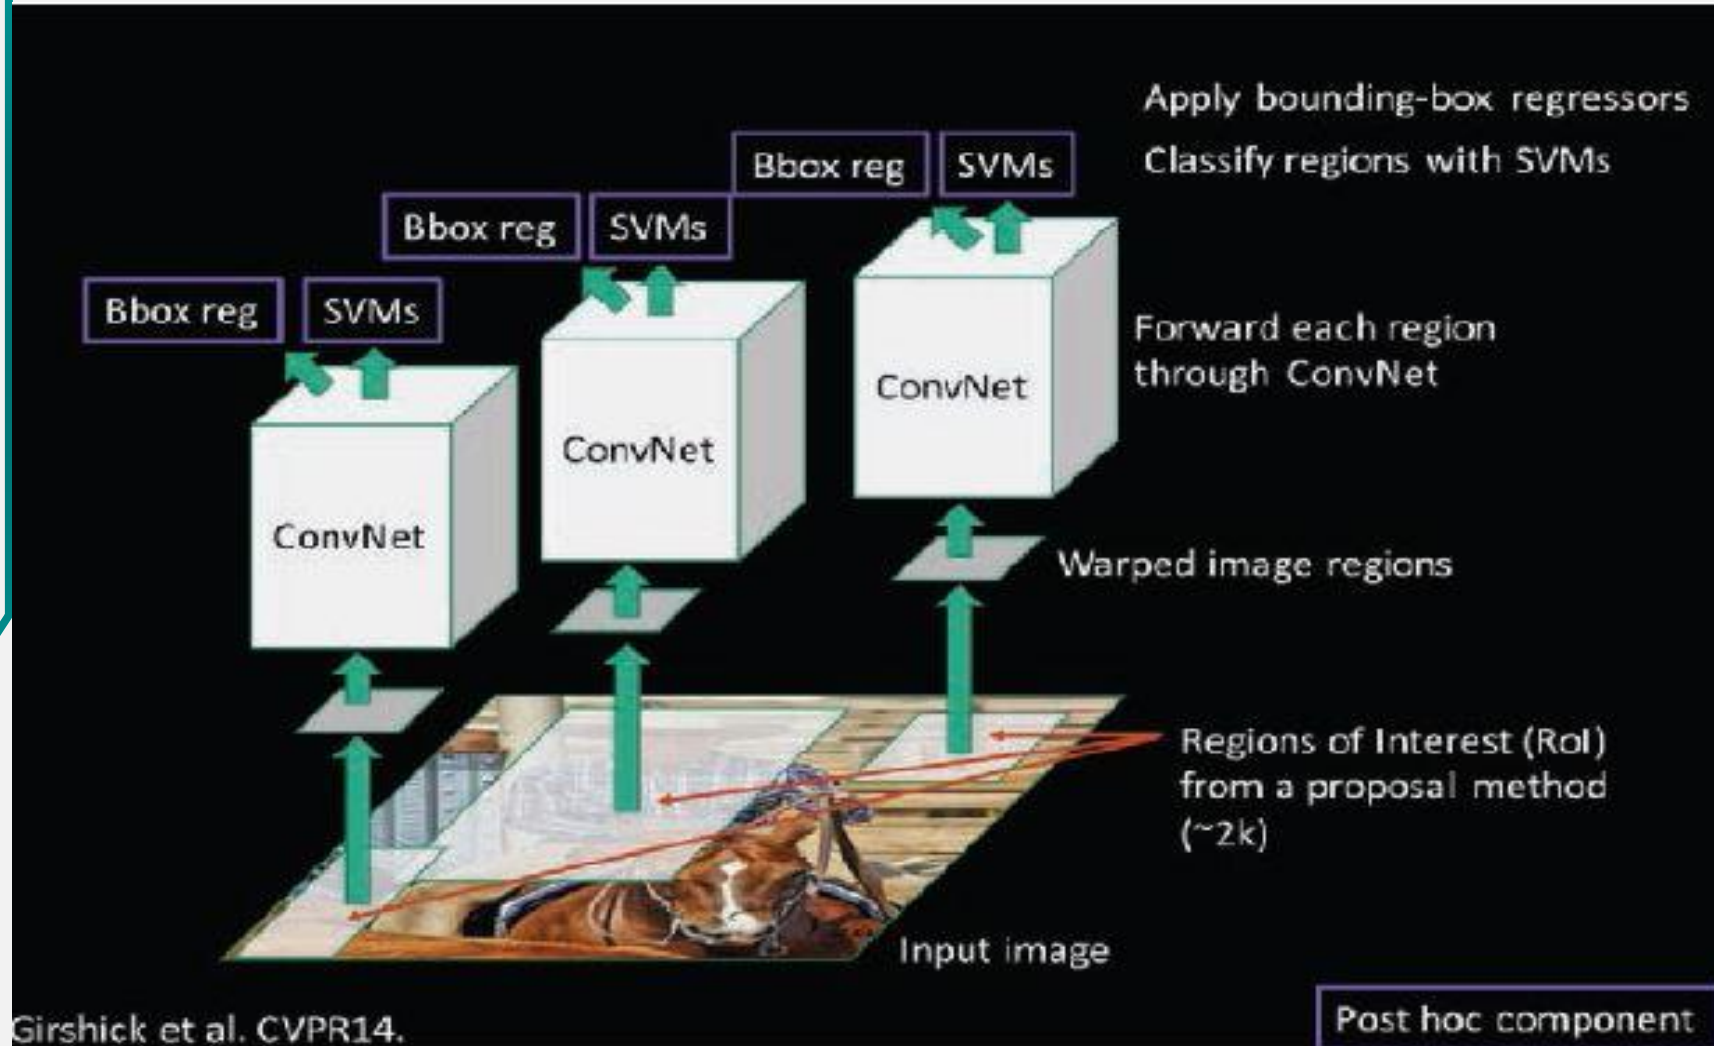 Apply bounding-box regressors
Bbox reg SVMs
Classify regions with SVMs
Bbox reg SVMs
Bbox reg SVMs
Forward each region
through ConvNet
ConvNet
ConvNet
ConvNet
Warped image regions
Regions of Interest (RoI)
from a proposal method
(~2k)
Input image
Girshick et al. CVPR14.
Post hoc component